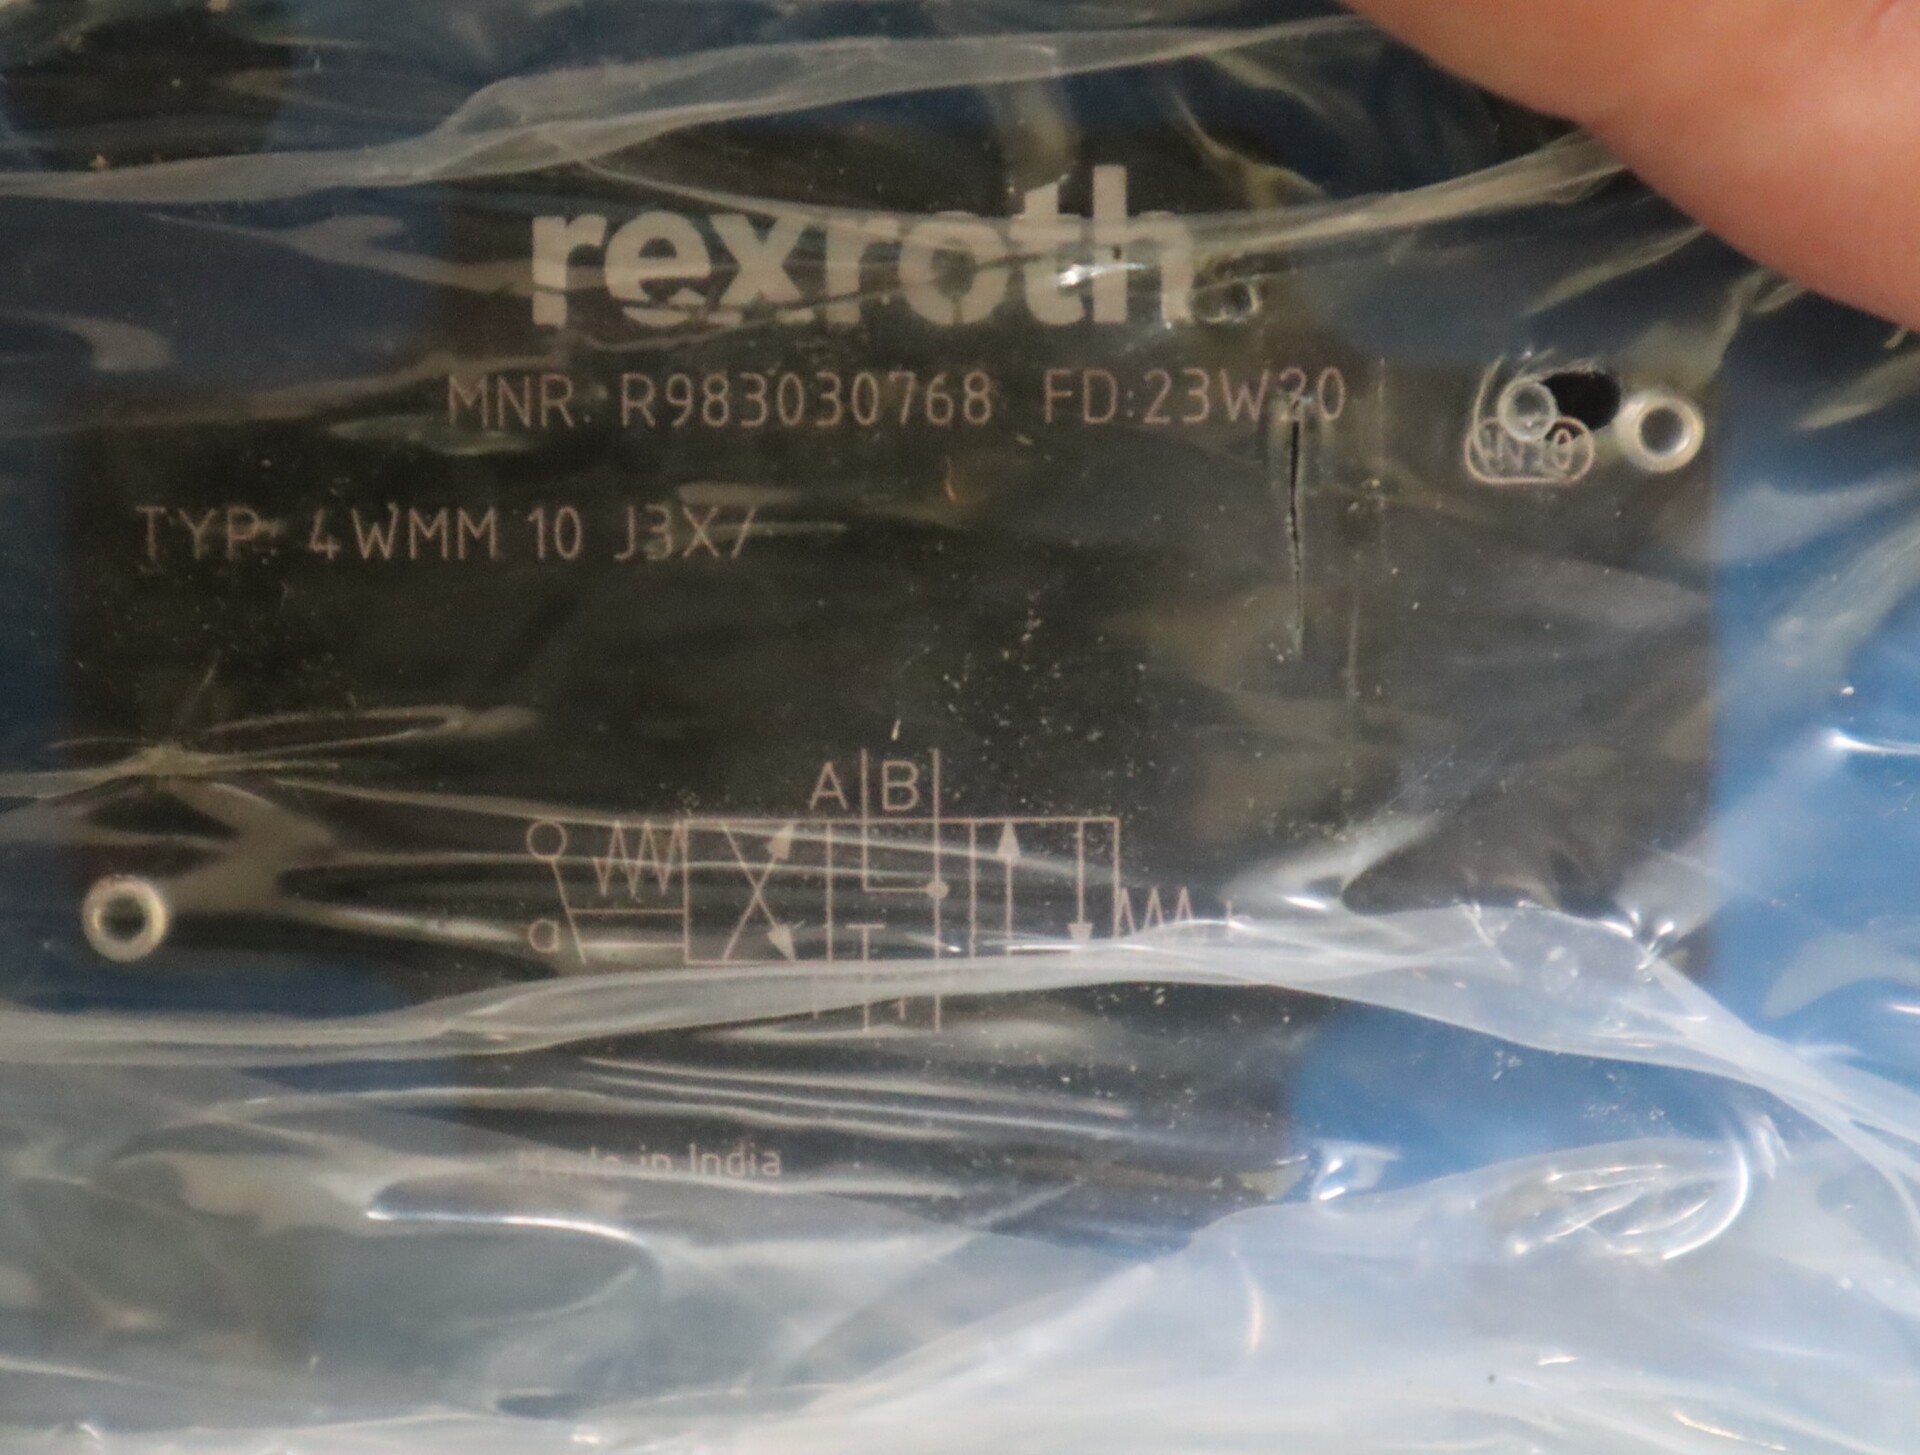 rexroth
MNR: R983030768 FD:23W20
TYP: 4WMM 10 J3X/
A B
a
Made in India